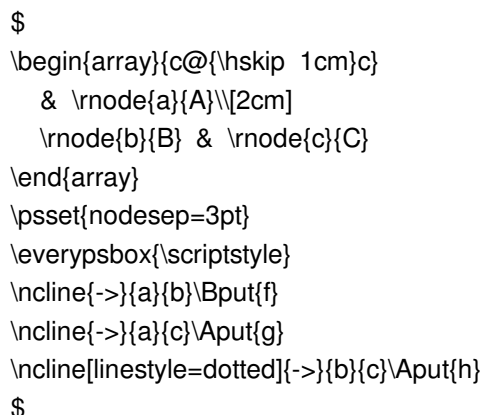 $
\begin{array}{c@{\hskip 1cm}c}
& \rnode{a}{A}\\[2cm]
\rnode{b}{B} & \rnode{c}{C}
\end{array}
\psset{nodesep=3pt}
\everypsbox{\scriptstyle}
\ncline{->}{a}{b}\Bput{f}
\ncline{->}{a}{c}\Aput{g}
\ncline[linestyle=dotted]{->}{b}{c}\Aput{h}
$